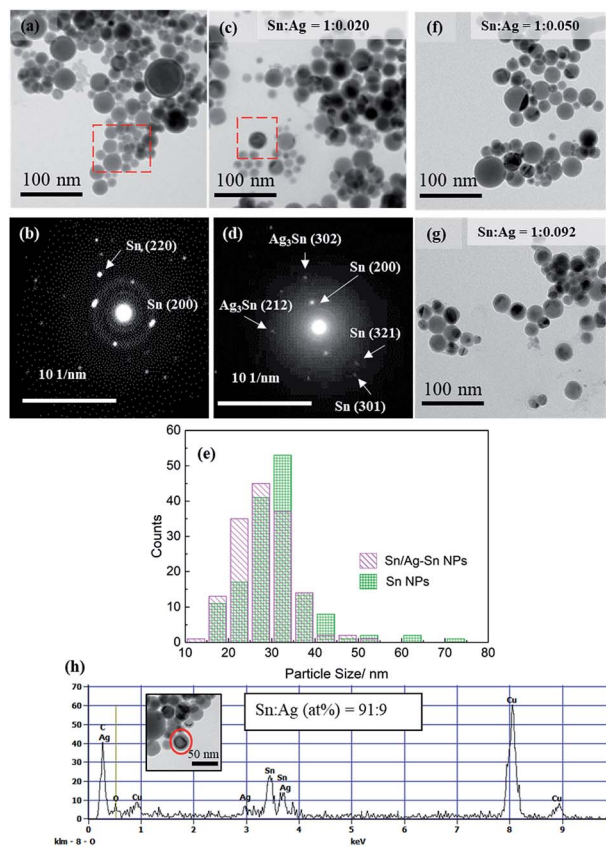 (a)
100 nm
(c)
Sn:Ag = 1:0.020
100 nm
(f)
Sn:Ag = 1:0.050
100 nm
(b)
Sn (220)
Sn (200)
10 1/nm
(d)
Ag3Sn (302)
Sn (200)
Ag3Sn (212)
Sn (321)
10 1/nm
Sn (301)
(g)
Sn:Ag = 1:0.092
100 nm
(e)
60
50
40
30
20
10
0
Counts
Sn/Ag-Sn NPs
Sn NPs
10 20 30 40 50 60 70 80
Particle Size/ nm
(h)
70
60
50
40
30
20
10
0
C
Ag
O
Cu
50 nm
Sn:Ag (at%) = 91:9
Ag
Sn
Sn
Ag
Cu
Cu
0 1 2 3 4 5 6 7 8 9
klm - 8 - O
keV